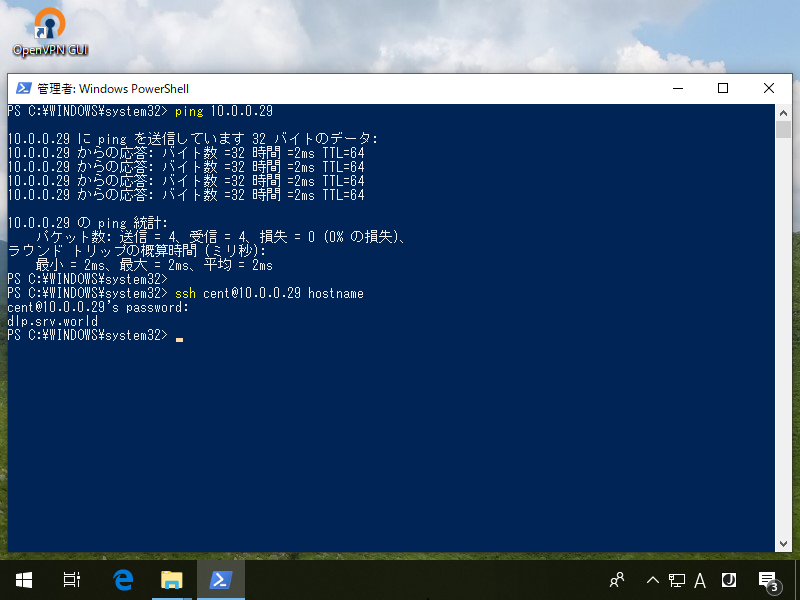 OpenVPN GUI
管理者: Windows PowerShell
PS C:¥WINDOWS¥system32> ping 10.0.0.29
10.0.0.29 に ping を送信しています 32 バイトのデータ:
10.0.0.29 からの応答: バイト数 =32 時間 =2ms TTL=64
10.0.0.29 からの応答: バイト数 =32 時間 =2ms TTL=64
10.0.0.29 からの応答: バイト数 =32 時間 =2ms TTL=64
10.0.0.29 からの応答: バイト数 =32 時間 =2ms TTL=64
10.0.0.29 の ping 統計:
パケット数: 送信 = 4、受信 = 4、損失 = 0 (0% の損失)、
ラウンド トリップの概算時間 (ミリ秒):
最小 = 2ms、最大 = 2ms、平均 = 2ms
PS C:¥WINDOWS¥system32>
PS C:¥WINDOWS¥system32> ssh cent@10.0.0.29 hostname
cent@10.0.0.29's password:
dlp.srv.world
PS C:¥WINDOWS¥system32>
A
J
3